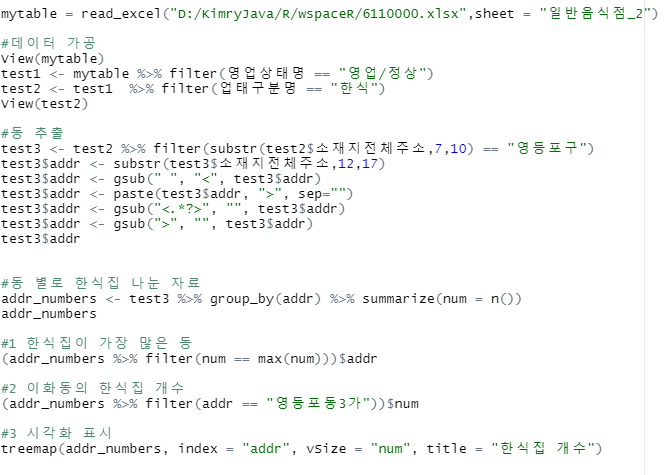 mytable = read_excel("D:/KimryJava/R/wspaceR/6110000.xlsx",sheet = "일반음식점_2")
#데이터 가공
View(mytable)
test1 <- mytable %>% filter(영업상태명 == "영업/정상")
test2 <- test1  %>% filter(업태구분명 == "한식")
View(test2)
#동 추출
test3 <- test2 %>% filter(substr(test2$소재지전체주소,7,10) == "영등포구")
test3$addr <- substr(test3$소재지전체주소,12,17)
test3$addr <- gsub(" ", "<", test3$addr)
test3$addr <- paste(test3$addr, ">", sep="")
test3$addr <- gsub("<.*?>", "", test3$addr)
test3$addr <- gsub(">", "", test3$addr)
test3$addr
#동 별로 한식집 나눈 자료
addr_numbers <- test3 %>% group_by(addr) %>% summarize(num = n())
addr_numbers
#1 한식집이 가장 많은 동
(addr_numbers %>% filter(num == max(num)))$addr
#2 이화동의 한식집 개수
(addr_numbers %>% filter(addr == "영등포동3가"))$num
#3 시각화 표시
treemap(addr_numbers, index = "addr", vSize = "num", title = "한식집 개수")